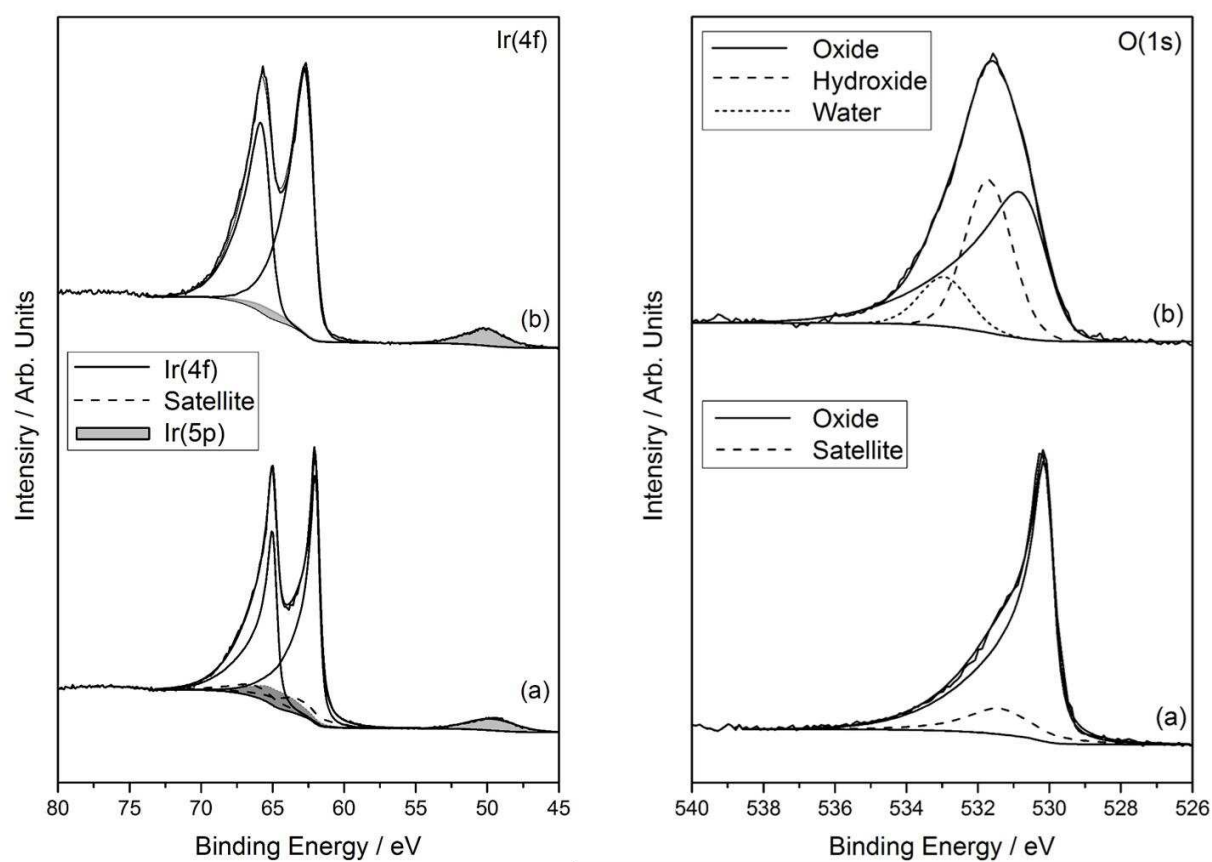 Ir(4f)
(b)
Ir(4f)
Satellite
Ir(5p)
(a)
Intensiry / Arb. Units
80 75 70 65 60 55 50 45
Binding Energy / eV
O(1s)
Oxide
Hydroxide
Water
(b)
Oxide
Satellite
(a)
Intensiry / Arb. Units
540 538 536 534 532 530 528 526
Binding Energy / eV